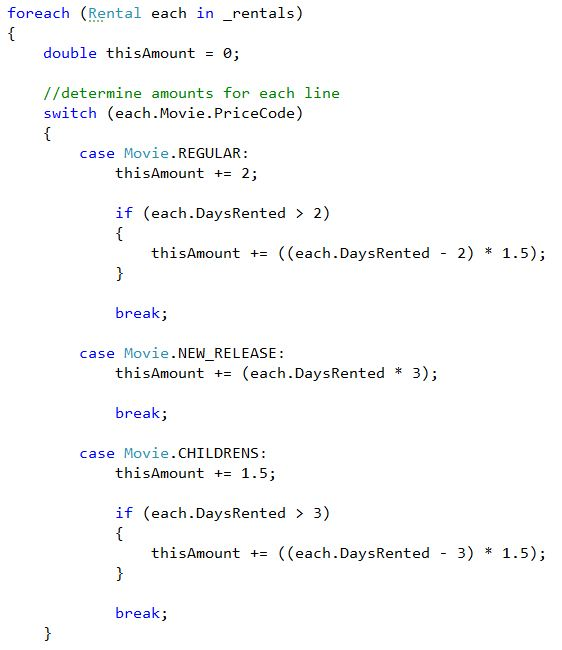 foreach (Rental each in _rentals)
{
    double thisAmount = 0;

    //determine amounts for each line
    switch (each.Movie.PriceCode)
    {
        case Movie.REGULAR:
            thisAmount += 2;

            if (each.DaysRented > 2)
            {
                thisAmount += ((each.DaysRented - 2) * 1.5);
            }

            break;

        case Movie.NEW_RELEASE:
            thisAmount += (each.DaysRented * 3);

            break;

        case Movie.CHILDRENS:
            thisAmount += 1.5;

            if (each.DaysRented > 3)
            {
                thisAmount += ((each.DaysRented - 3) * 1.5);
            }

            break;
    }